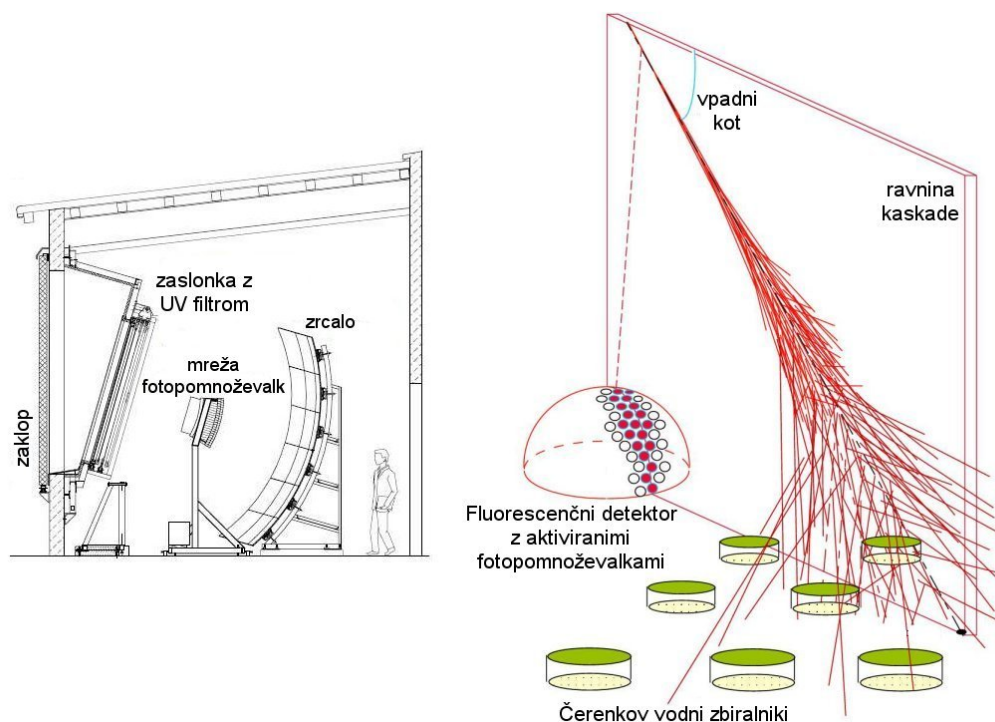 zaslonka z
UV filtrom
zrcalo
mreža
fotopomnoževalk
zaklop
vpadni
kot
ravnina
kaskade
Fluorescenčni detektor
z aktiviranimi
fotopomnoževalkami
Čerenkov vodni zbiralniki